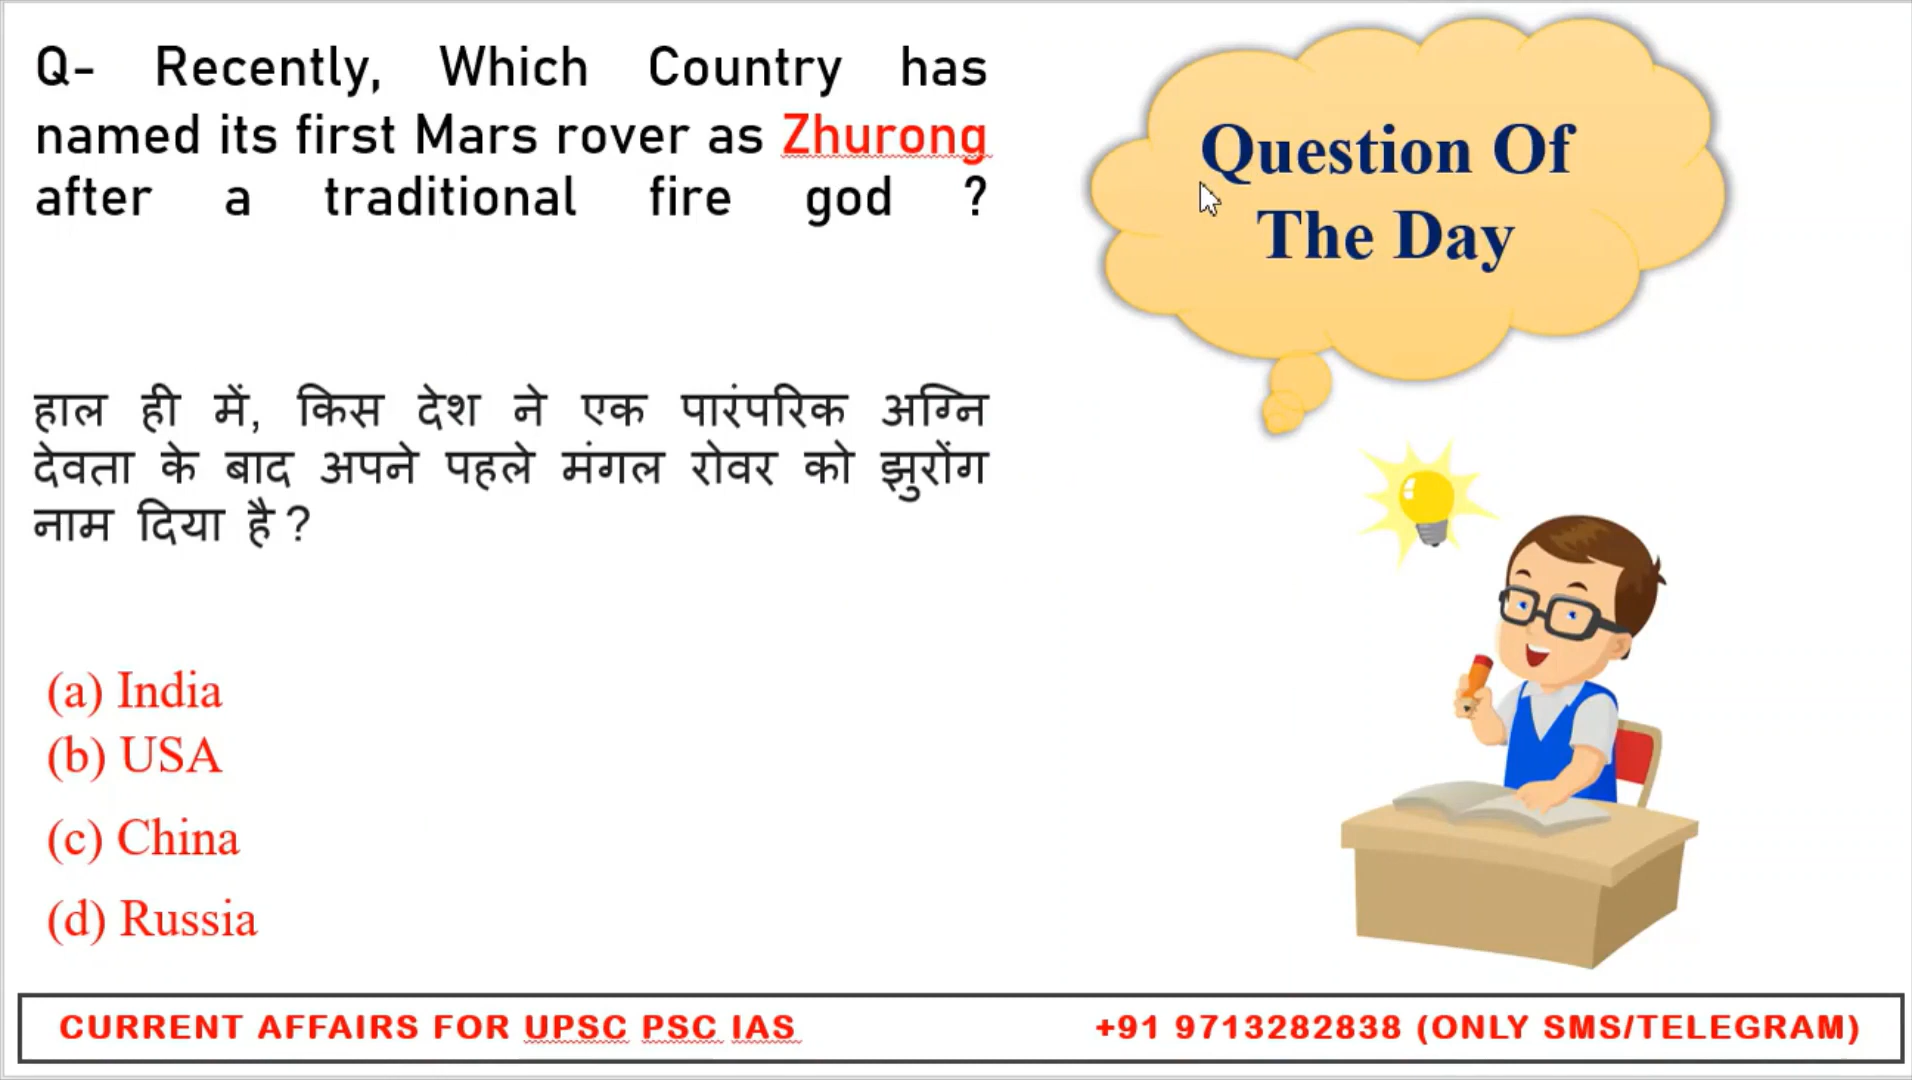 Q- Recently, Which Country has
named its first Mars rover as Zhurong
after a traditional fire god ?
हाल ही में, किस देश ने एक पारंपरिक अग्नि
देवता के बाद अपने पहले मंगल रोवर को झुरोंग
नाम दिया है ?
(a) India
(b) USA
(c) China
(d) Russia
Question Of
The Day
CURRENT AFFAIRS FOR UPSC PSC IAS
+91 9713282838 (ONLY SMS/TELEGRAM)